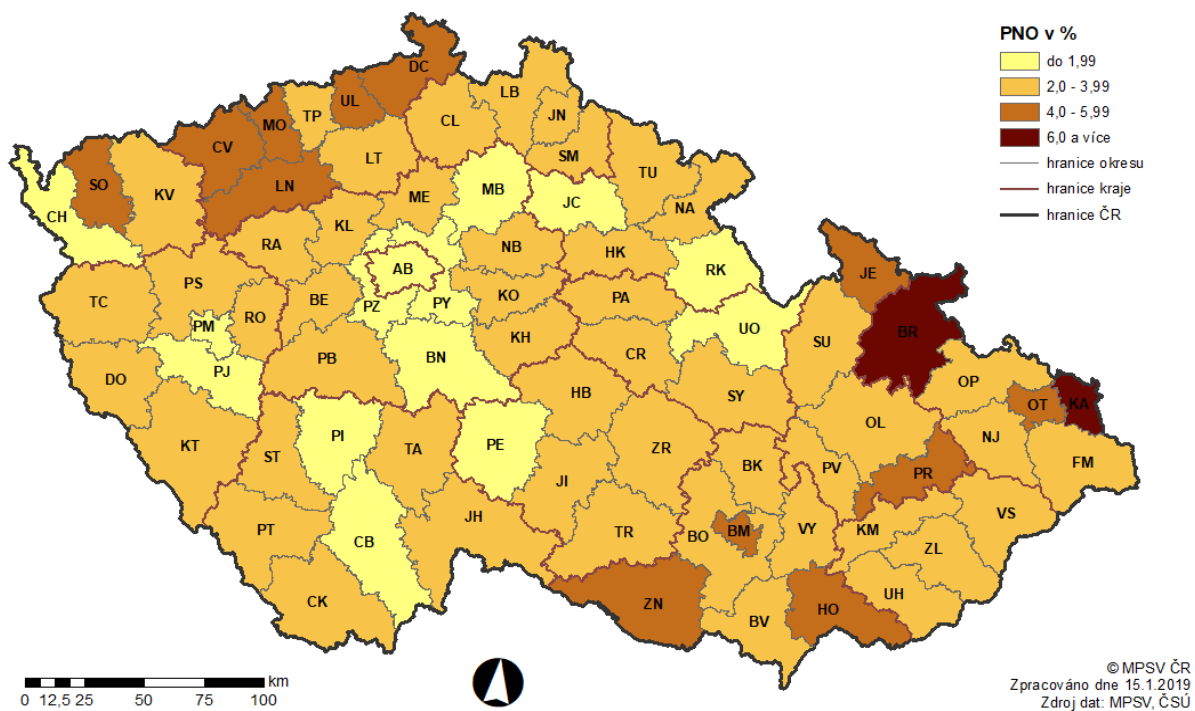 PNO v %
do 1,99
2,0 - 3,99
4,0 - 5,99
6,0 a více
hranice okresu
hranice kraje
hranice ČR
DC
LB
UL
TP
MO
CL
JN
CV
LT
SM
TU
SO
KV
LN
ME
MB
JC
NA
CH
KL
RA
NB
HK
RK
AB
JE
TC
PS
BE
PZ
PY
KO
PA
RO
PM
UO
BR
SU
KH
PB
BN
CR
PJ
DO
OP
HB
SY
OT
KA
OL
PI
PE
NJ
KT
ST
TA
ZR
BK
PV
PR
FM
JI
JH
VS
PT
TR
BO
BM
VY
KM
CB
ZL
CK
ZN
UH
HO
BV
km
0 12,5 25 50 75 100
© MPSV ČR
Zpracováno dne 15.1.2019
Zdroj dat: MPSV, ČSÚ